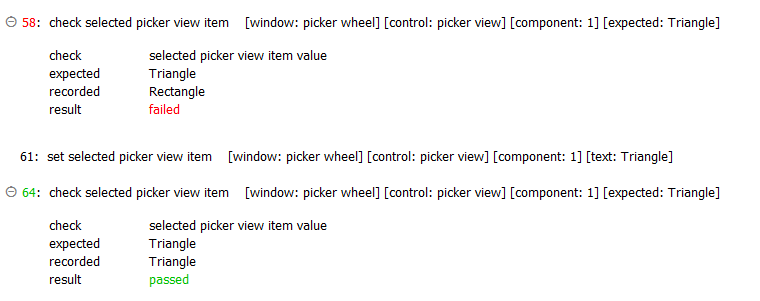 58: check selected picker view item [window: picker wheel] [control: picker view] [component: 1] [expected: Triangle]
check selected picker view item value
expected Triangle
recorded Rectangle
result failed
61: set selected picker view item [window: picker wheel] [control: picker view] [component: 1] [text: Triangle]
64: check selected picker view item [window: picker wheel] [control: picker view] [component: 1] [expected: Triangle]
check selected picker view item value
expected Triangle
recorded Triangle
result passed